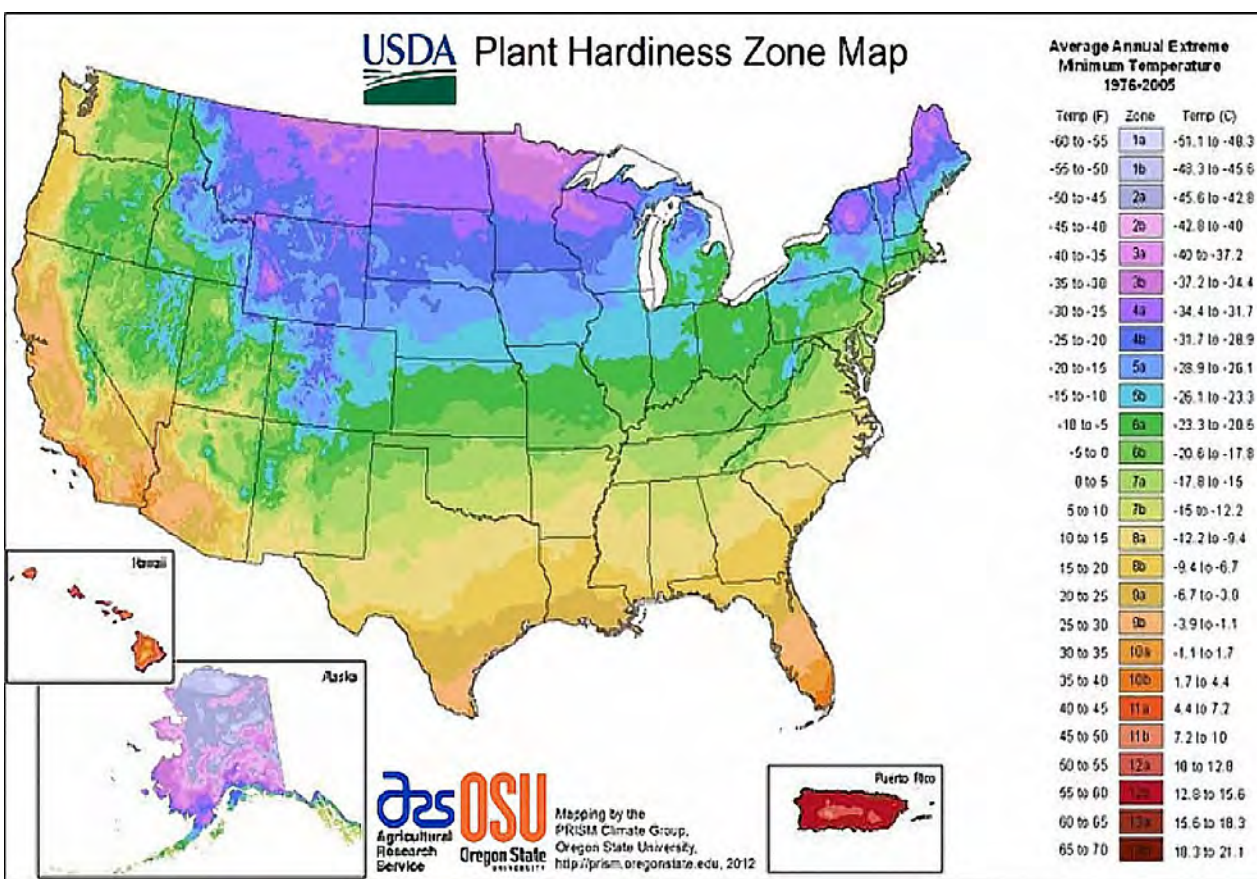 USDA Plant Hardiness Zone Map
Average Annual Extreme
Minimum Temperature
1976-2005
Temp (F) Zone Temp (C)
-60 to -55 1a -51.1 to -48.3
-55 to -50 1b -48.3 to -45.6
-50 to -45 2a -45.6 to -42.8
-45 to -40 2b -42.8 to -40
-40 to -35 3a -40 to -37.2
-35 to -30 3b -37.2 to -34.4
-30 to -25 4a -34.4 to -31.7
-25 to -20 4b -31.7 to -28.9
-20 to -15 5a -28.9 to -26.1
-15 to -10 5b -26.1 to -23.3
-10 to -5 6a -23.3 to -20.6
-5 to 0 6b -20.6 to -17.8
0 to 5 7a -17.8 to -15
5 to 10 7b -15 to -12.2
10 to 15 8a -12.2 to -9.4
15 to 20 8b -9.4 to -6.7
20 to 25 9a -6.7 to -3.9
25 to 30 9b -3.9 to -1.1
30 to 35 10a -1.1 to 1.7
35 to 40 10b 1.7 to 4.4
40 to 45 11a 4.4 to 7.2
45 to 50 11b 7.2 to 10
12a 10 to 12.8
55 to 60 12b 12.8 to 15.6
60 to 65 13a 15.6 to 18.3
65 to 70 13b 18.3 to 21.1
Hawaii
Alaska
Puerto Rico
ars
Agricultural
Research
Service
OSU
Oregon State
UNIVERSITY
Mapping by the
PRISM Climate Group,
Oregon State University,
http://prism.oregonstate.edu, 2012